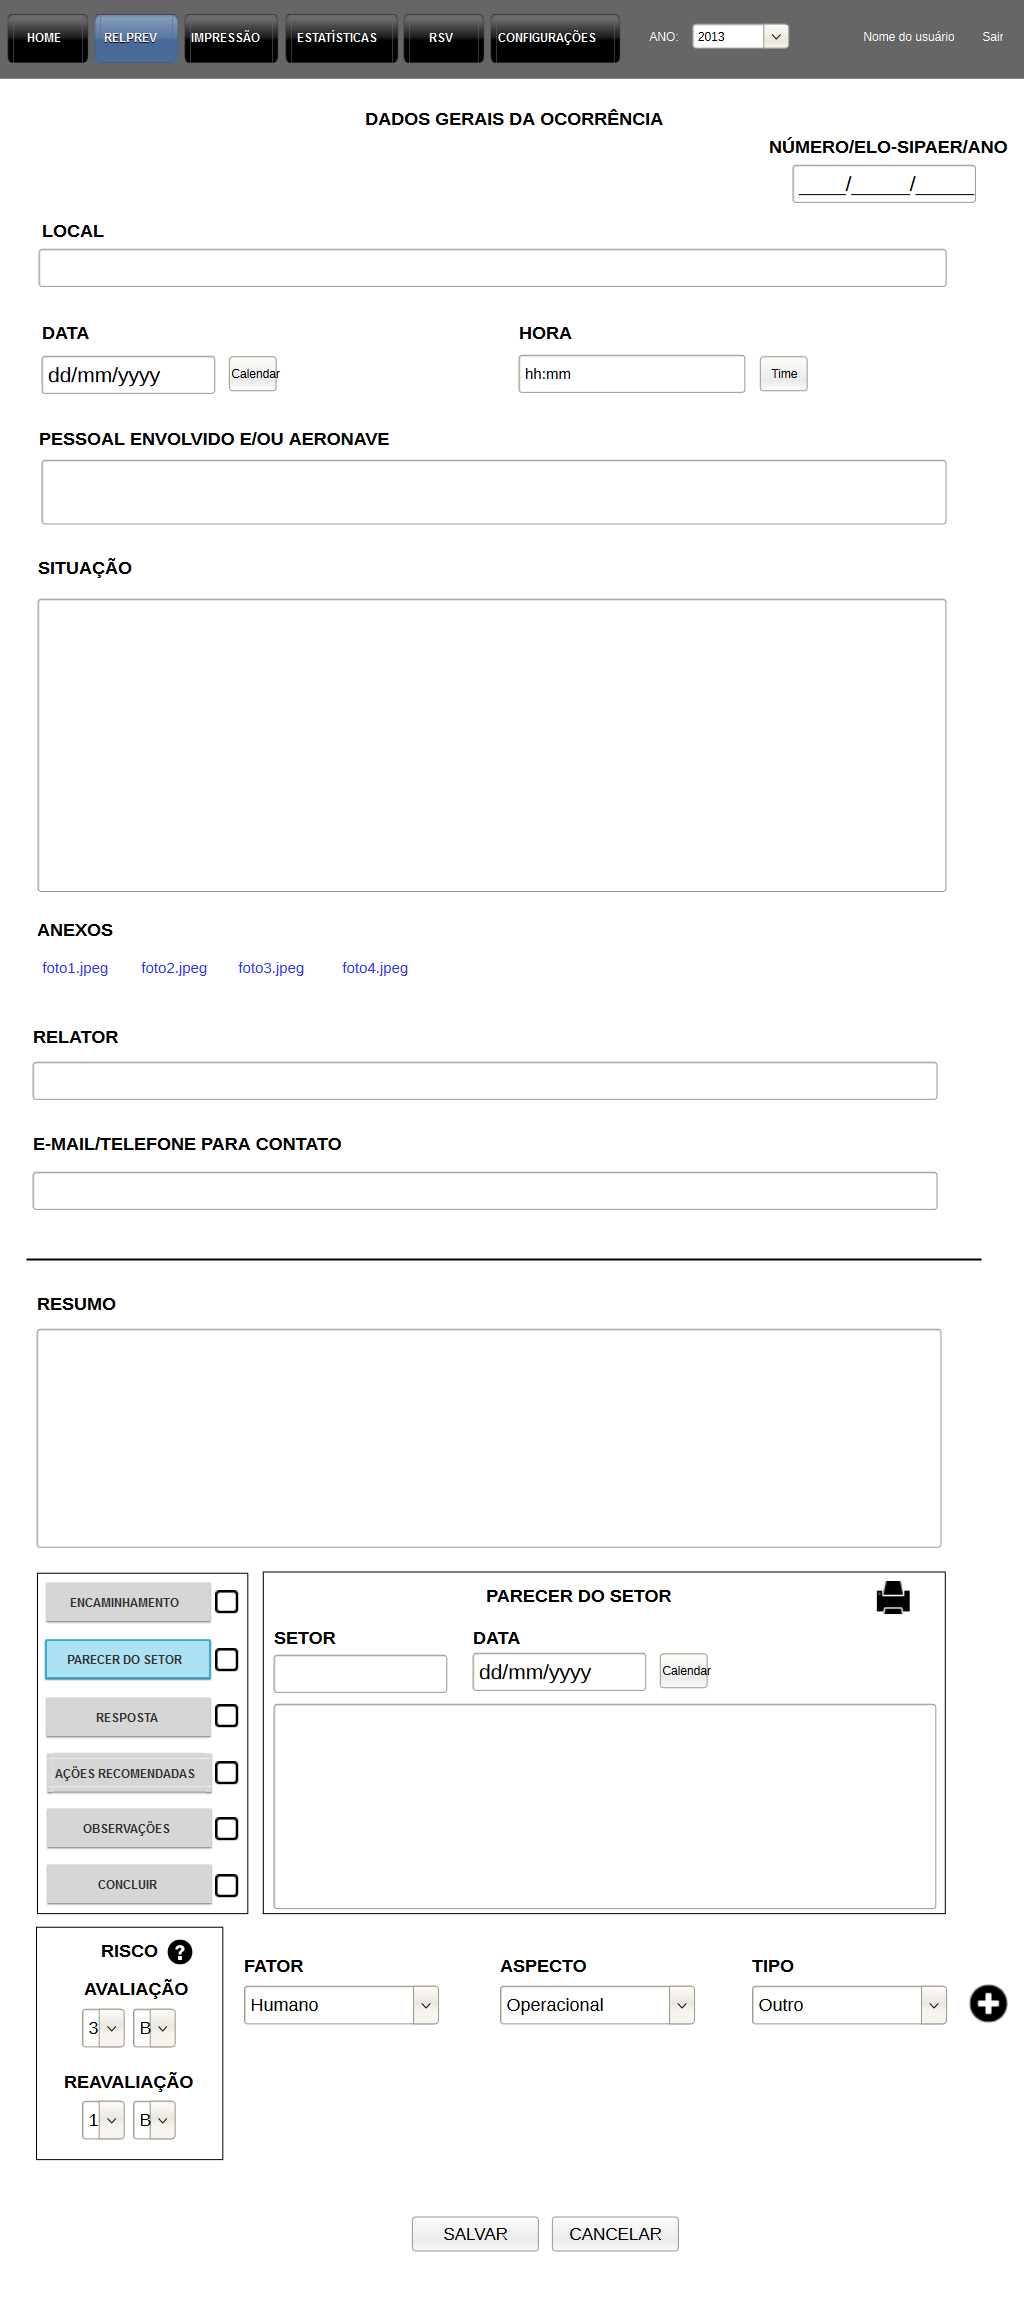 HOME RELPREV IMPRESSÃO ESTATÍSTICAS RSV CONFIGURAÇÕES ANO: 2013 Nome do usuário Sair
DADOS GERAIS DA OCORRÊNCIA
NÚMERO/ELO-SIPAER/ANO
____/_____/_____
LOCAL
DATA HORA
dd/mm/yyyy Calendar hh:mm Time
PESSOAL ENVOLVIDO E/OU AERONAVE
SITUAÇÃO
ANEXOS
foto1.jpeg foto2.jpeg foto3.jpeg foto4.jpeg
RELATOR
E-MAIL/TELEFONE PARA CONTATO
RESUMO
ENCAMINHAMENTO
PARECER DO SETOR
RESPOSTA
AÇÕES RECOMENDADAS
OBSERVAÇÕES
CONCLUIR
PARECER DO SETOR
SETOR DATA
dd/mm/yyyy Calendar
RISCO ?
AVALIAÇÃO
3 B
REAVALIAÇÃO
1 B
FATOR ASPECTO TIPO
Humano Operacional Outro
SALVAR CANCELAR